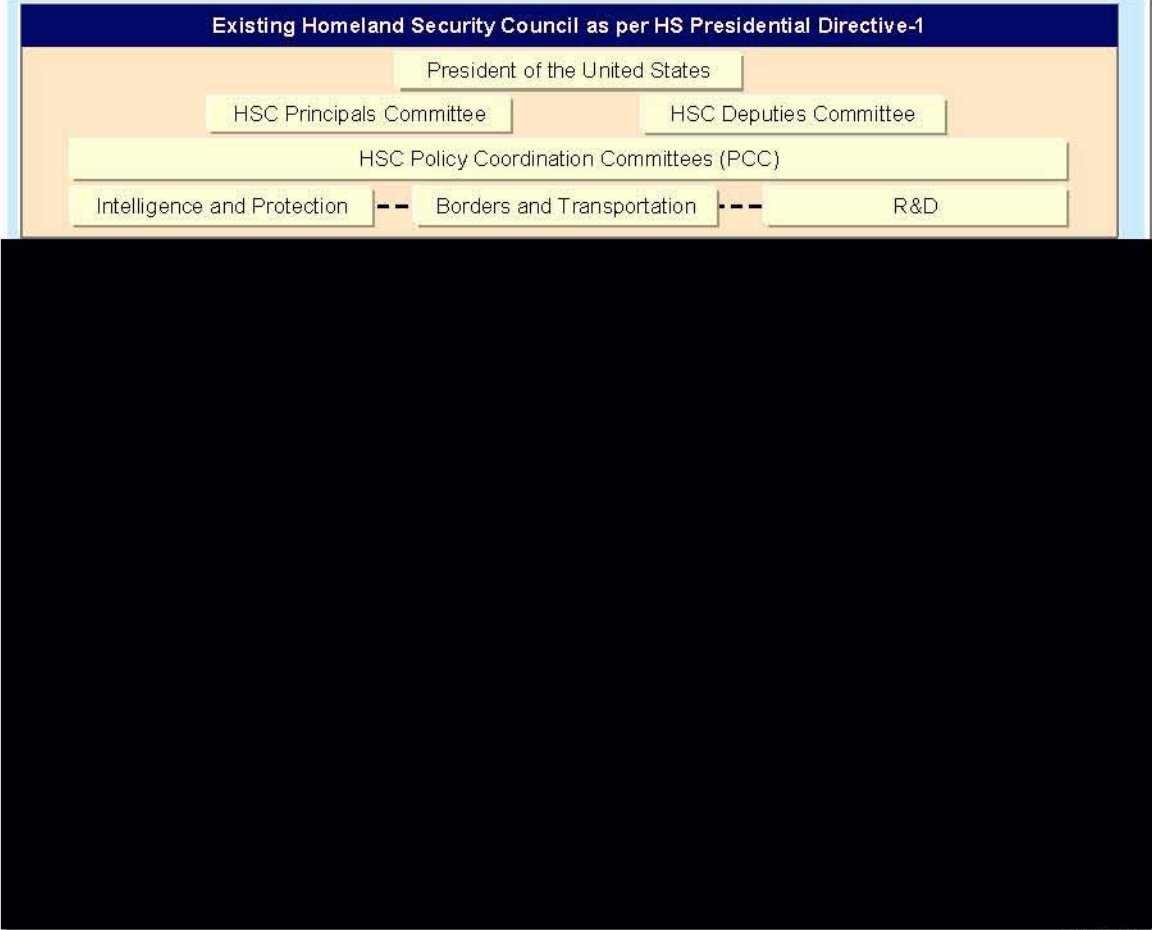 Existing Homeland Security Council as per HS Presidential Directive-1
President of the United States
HSC Principals Committee HSC Deputies Committee
HSC Policy Coordination Committees (PCC)
Intelligence and Protection Borders and Transportation R&D